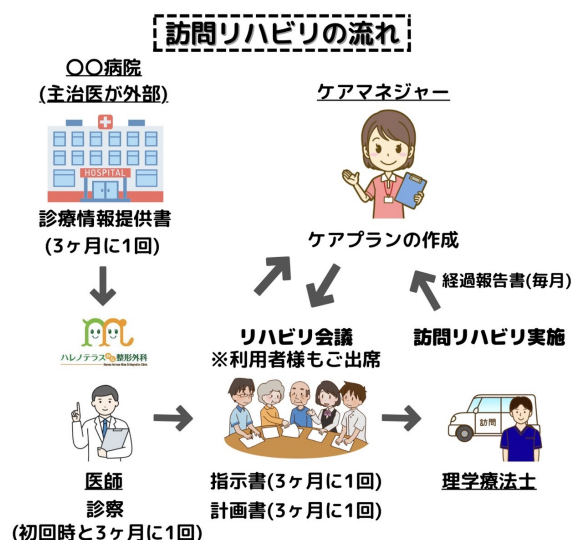 訪問リハビリの流れ
〇〇病院
(主治医が外部)
HOSPITAL
診療情報提供書
(3ヶ月に1回)
ケアマネジャー
ケアプランの作成
経過報告書(毎月)
ハレノテラス
整形外科
リハビリ会議
※利用者様もご出席
訪問リハビリ実施
訪問
医師
診察
(初回時と3ヶ月に1回)
指示書(3ヶ月に1回)
計画書(3ヶ月に1回)
理学療法士